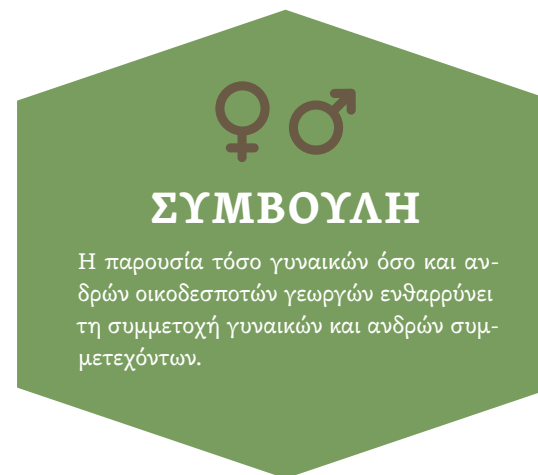 ΣΥΜΒΟΥΛΗ
Η παρουσία τόσο γυναικών όσο και αν-
δρών οικοδεσποτών γεωργών ενθαρρύνει
τη συμμετοχή γυναικών και ανδρών συμ-
μετεχόντων.